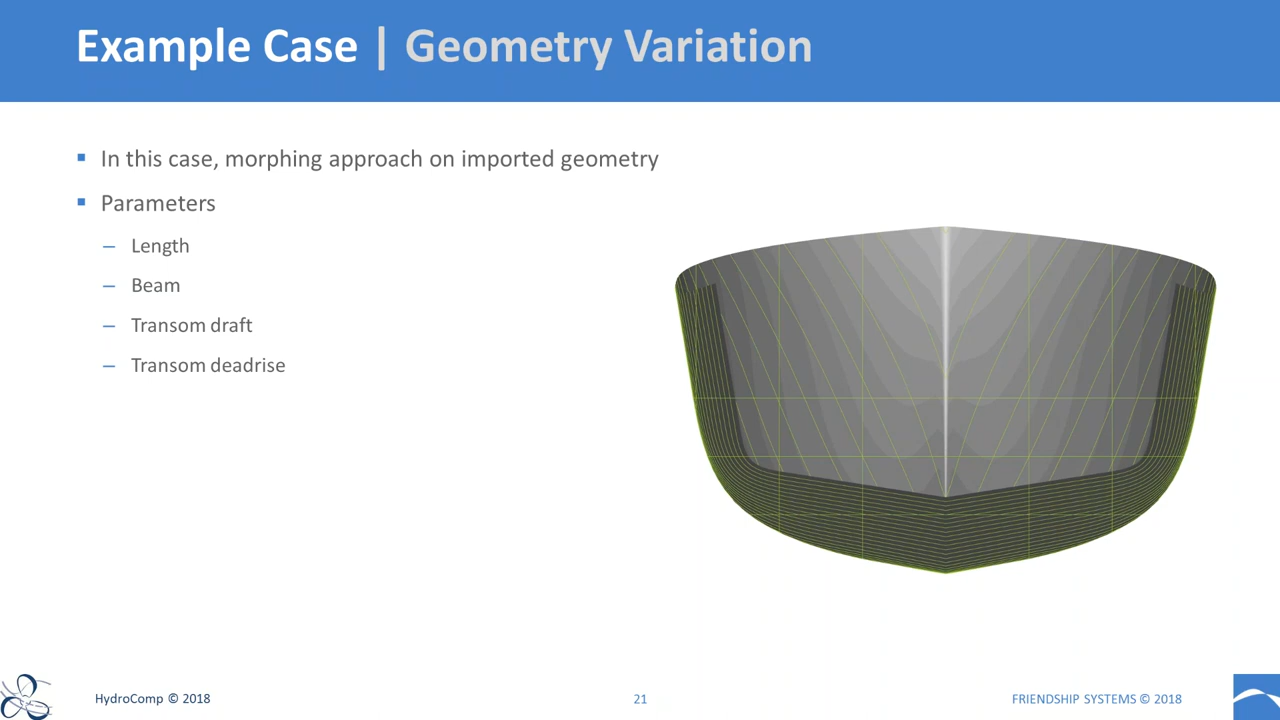 Example Case | Geometry Variation
▪ In this case, morphing approach on imported geometry
▪ Parameters
– Length
– Beam
– Transom draft
– Transom deadrise
HydroComp © 2018
21
FRIENDSHIP SYSTEMS © 2018